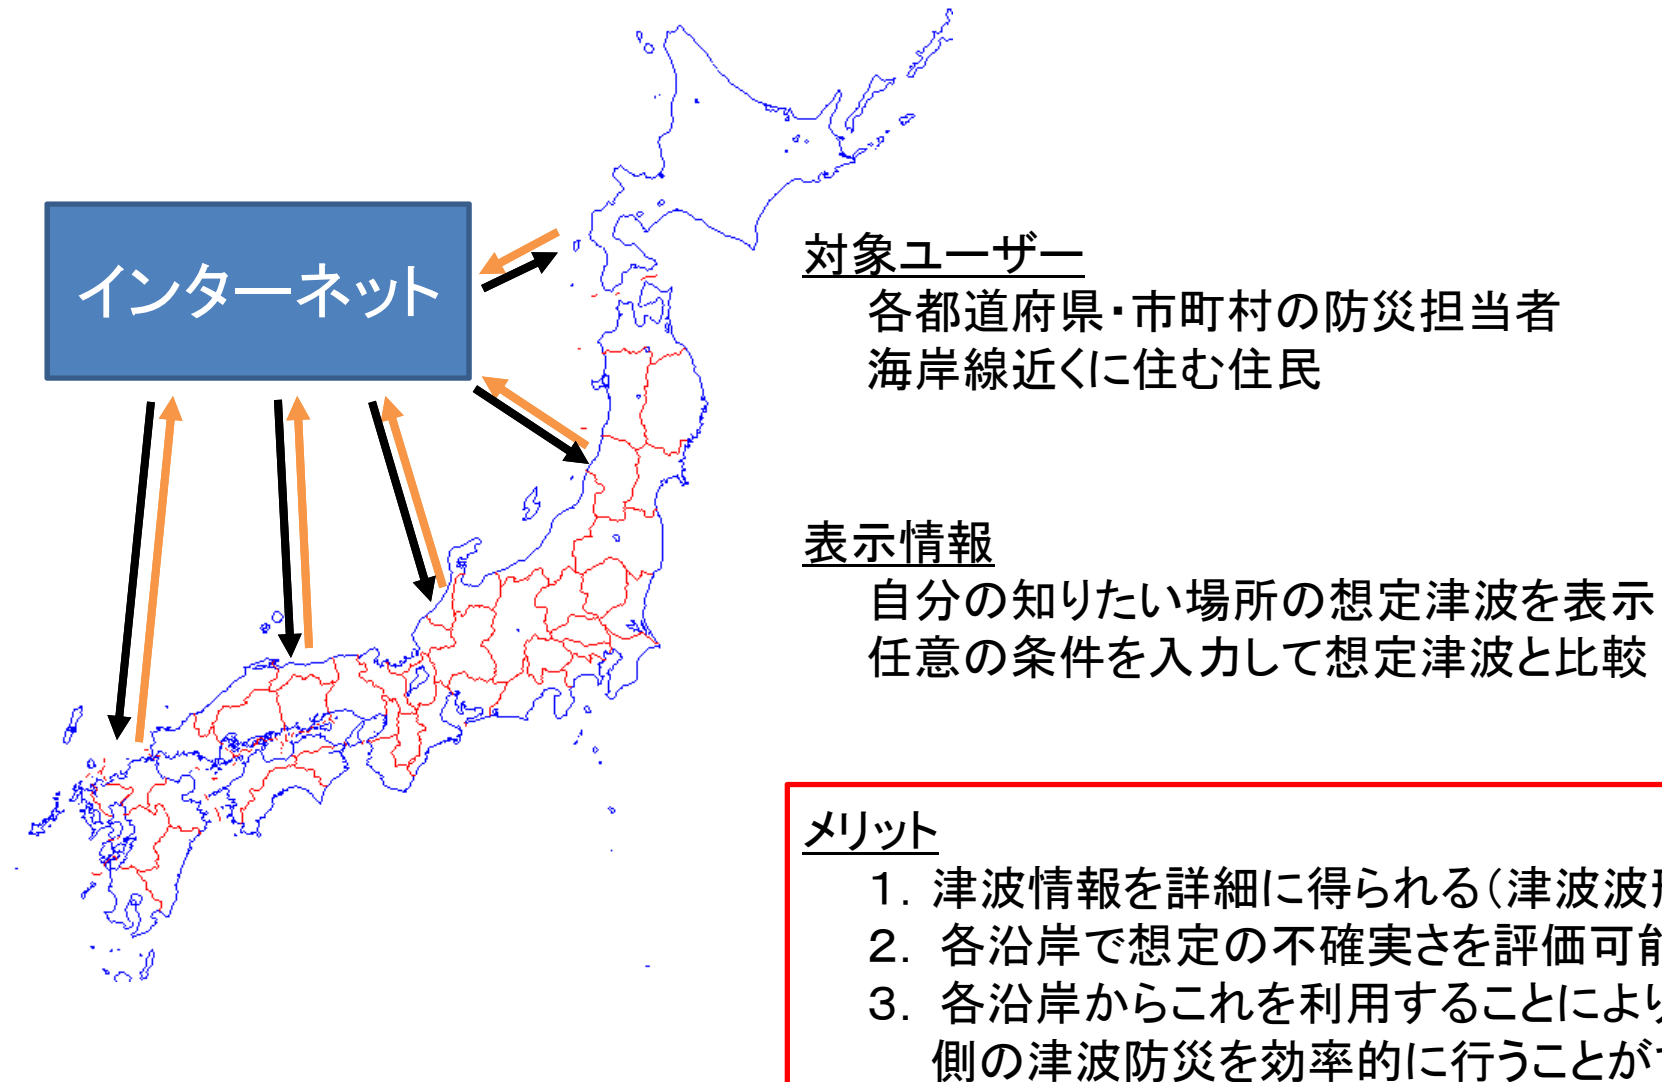 インターネット
対象ユーザー
各都道府県・市町村の防災担当者
海岸線近くに住む住民
表示情報
自分の知りたい場所の想定津波を表示
任意の条件を入力して想定津波と比較
メリット
１．津波情報を詳細に得られる（津波波
２．各沿岸で想定の不確実さを評価可能
３．各沿岸からこれを利用することにより
側の津波防災を効率的に行うことが